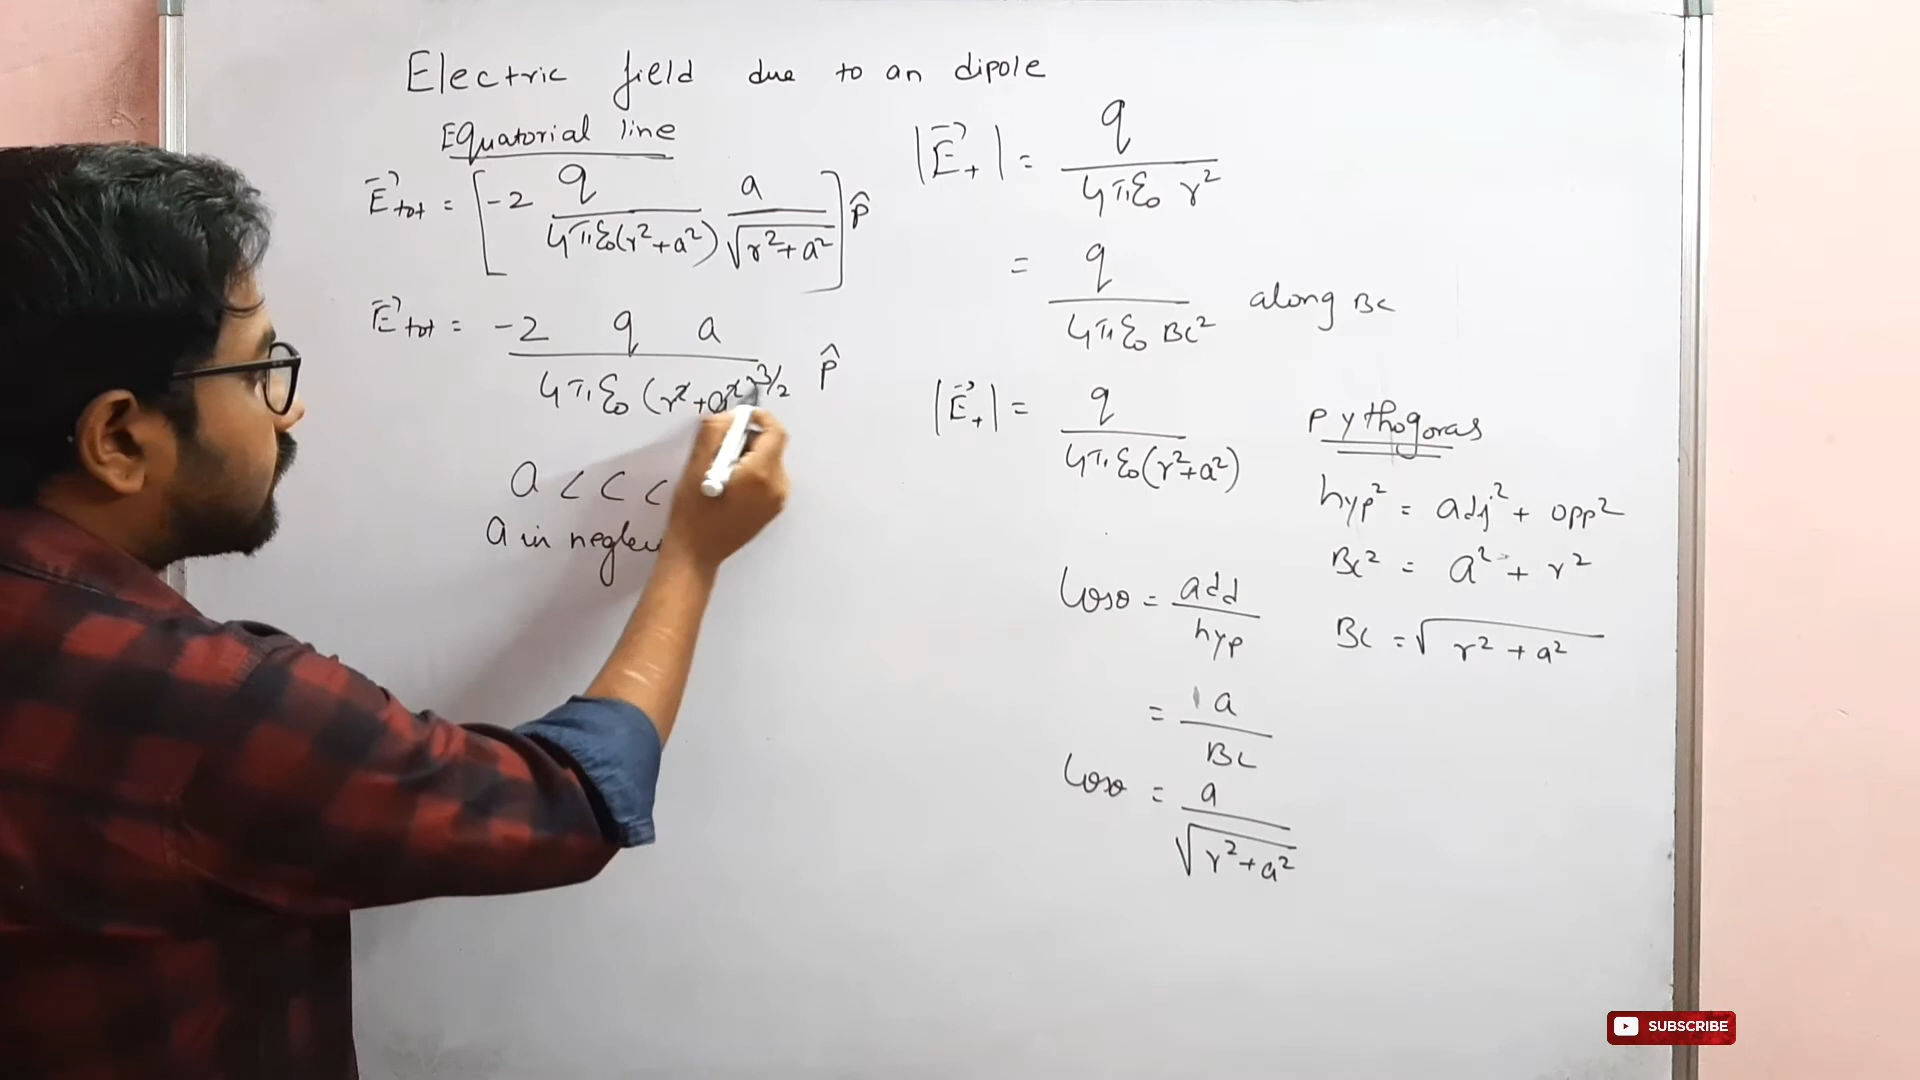 Electric field due to an dipole
Equatorial line
E⃗tot = [-2 q/4πε₀(r²+a²) a/√r²+a²] p̂
E⃗tot = -2 q a/4πε₀(r²+a²)^3/2 p̂
a <<<
a in
|E⃗₊| = q/4πε₀ r²
= q/4πε₀ BC² along BC
|E⃗₊| = q/4πε₀(r²+a²)
Cosθ = add/hyp
= a/BC
Cosθ = a/√r²+a²
Pythogoras
hyp² = adj² + opp²
BC² = a² + r²
BC = √r² + a²
SUBSCRIBE